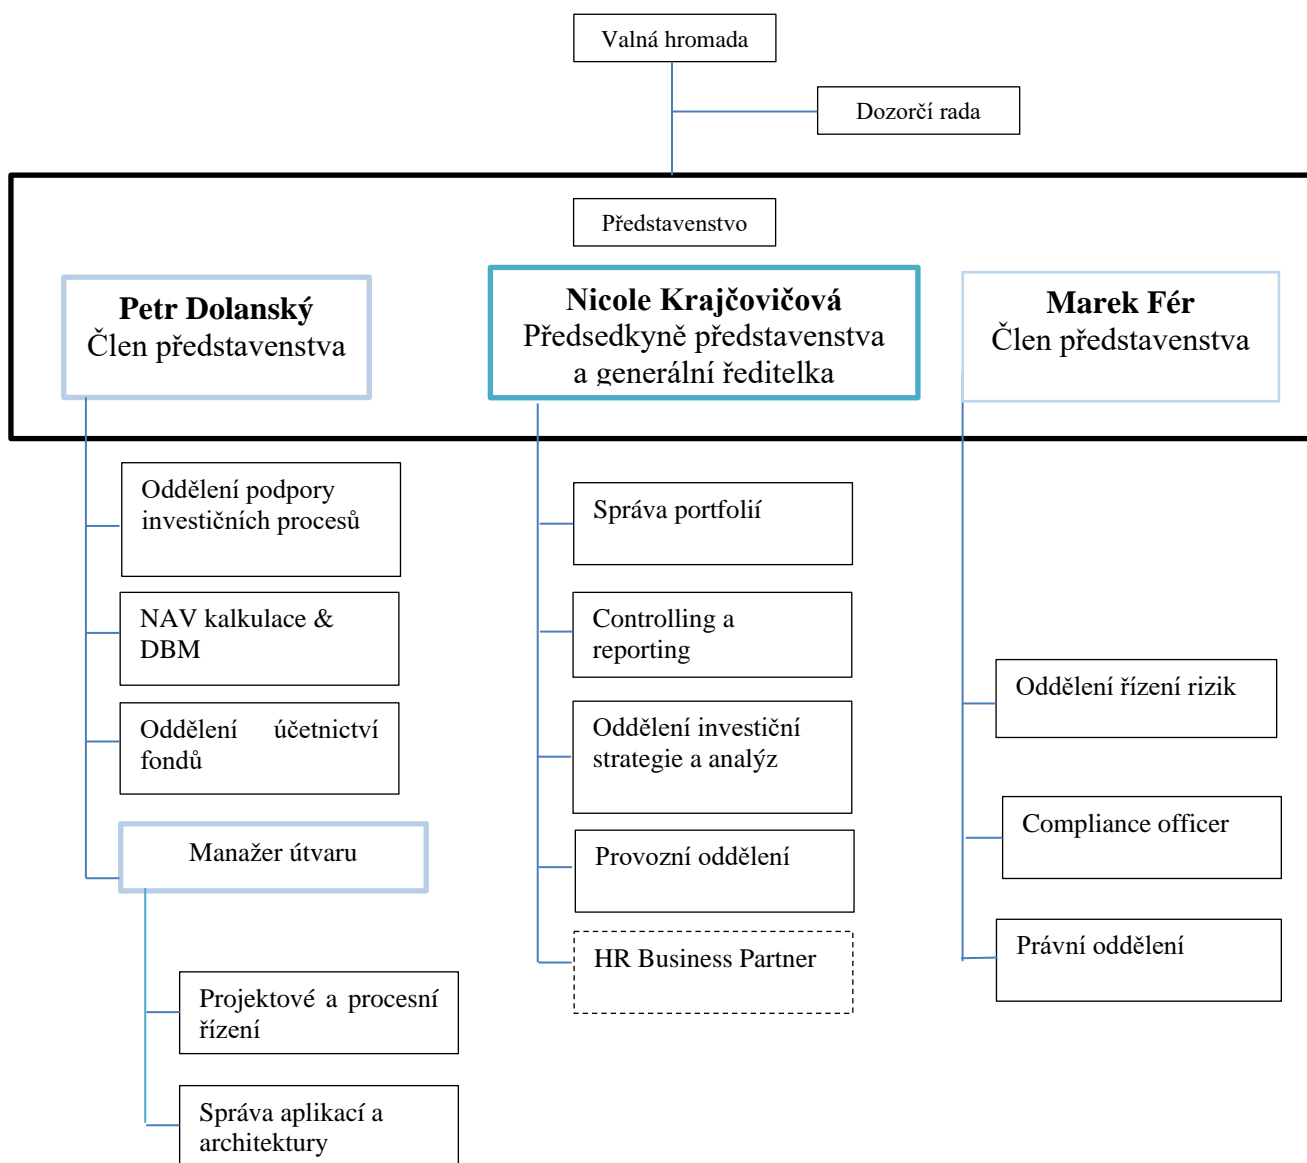 Valná hromada
Dozorčí rada
Představenstvo
Petr Dolanský
Člen představenstva
Nicole Krajčovičová
Předsedkyně představenstva
a generální ředitelka
Marek Fér
Člen představenstva
Oddělení podpory
investičních procesů
NAV kalkulace &
DBM
Oddělení účetnictví
fondů
Manažer útvaru
Projektové a procesní
řízení
Správa aplikací a
architektury
Správa portfolií
Controlling a
reporting
Oddělení investiční
strategie a analýz
Provozní oddělení
HR Business Partner
Oddělení řízení rizik
Compliance officer
Právní oddělení